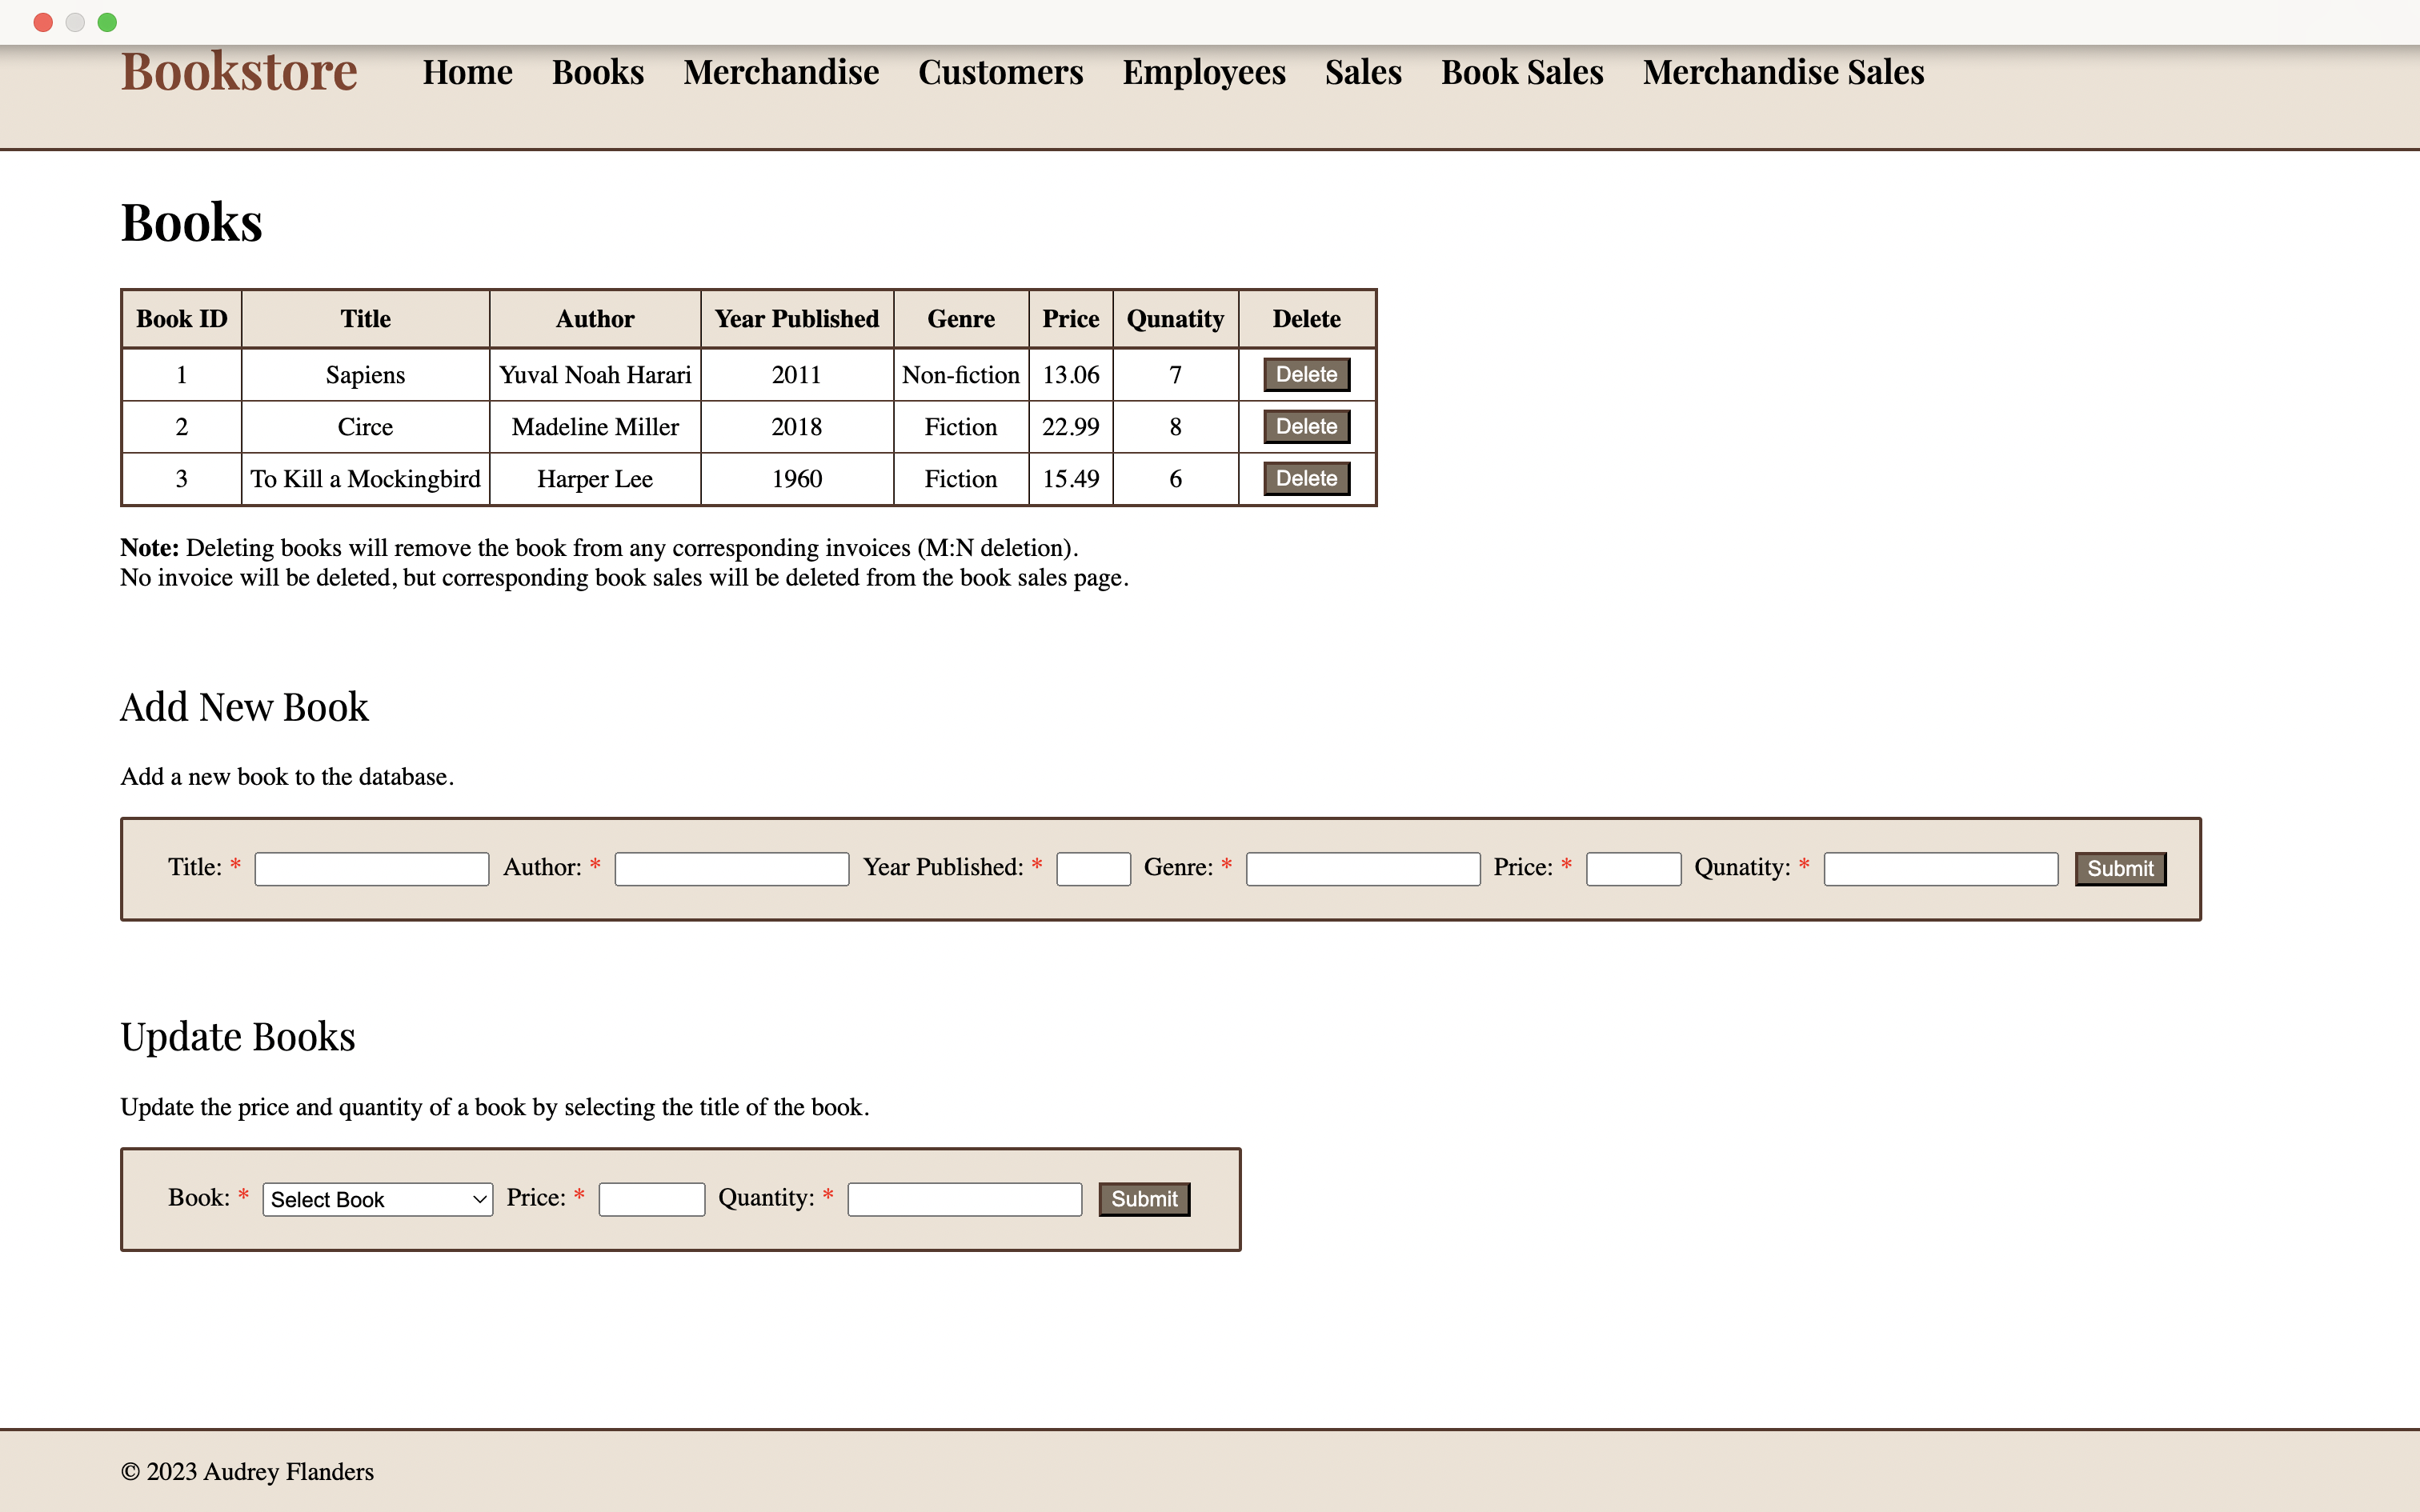 Bookstore Home Books Merchandise Customers Employees Sales Book Sales Merchandise Sales
Books
Book ID Title Author Year Published Genre Price Qunatity Delete
1 Sapiens Yuval Noah Harari 2011 Non-fiction 13.06 7 Delete
2 Circe Madeline Miller 2018 Fiction 22.99 8 Delete
3 To Kill a Mockingbird Harper Lee 1960 Fiction 15.49 6 Delete
Note: Deleting books will remove the book from any corresponding invoices (M:N deletion).
No invoice will be deleted, but corresponding book sales will be deleted from the book sales page.
Add New Book
Add a new book to the database.
Title: * Author: * Year Published: * Genre: * Price: * Qunatity: * Submit
Update Books
Update the price and quantity of a book by selecting the title of the book.
Book: * Select Book Price: * Quantity: * Submit
© 2023 Audrey Flanders